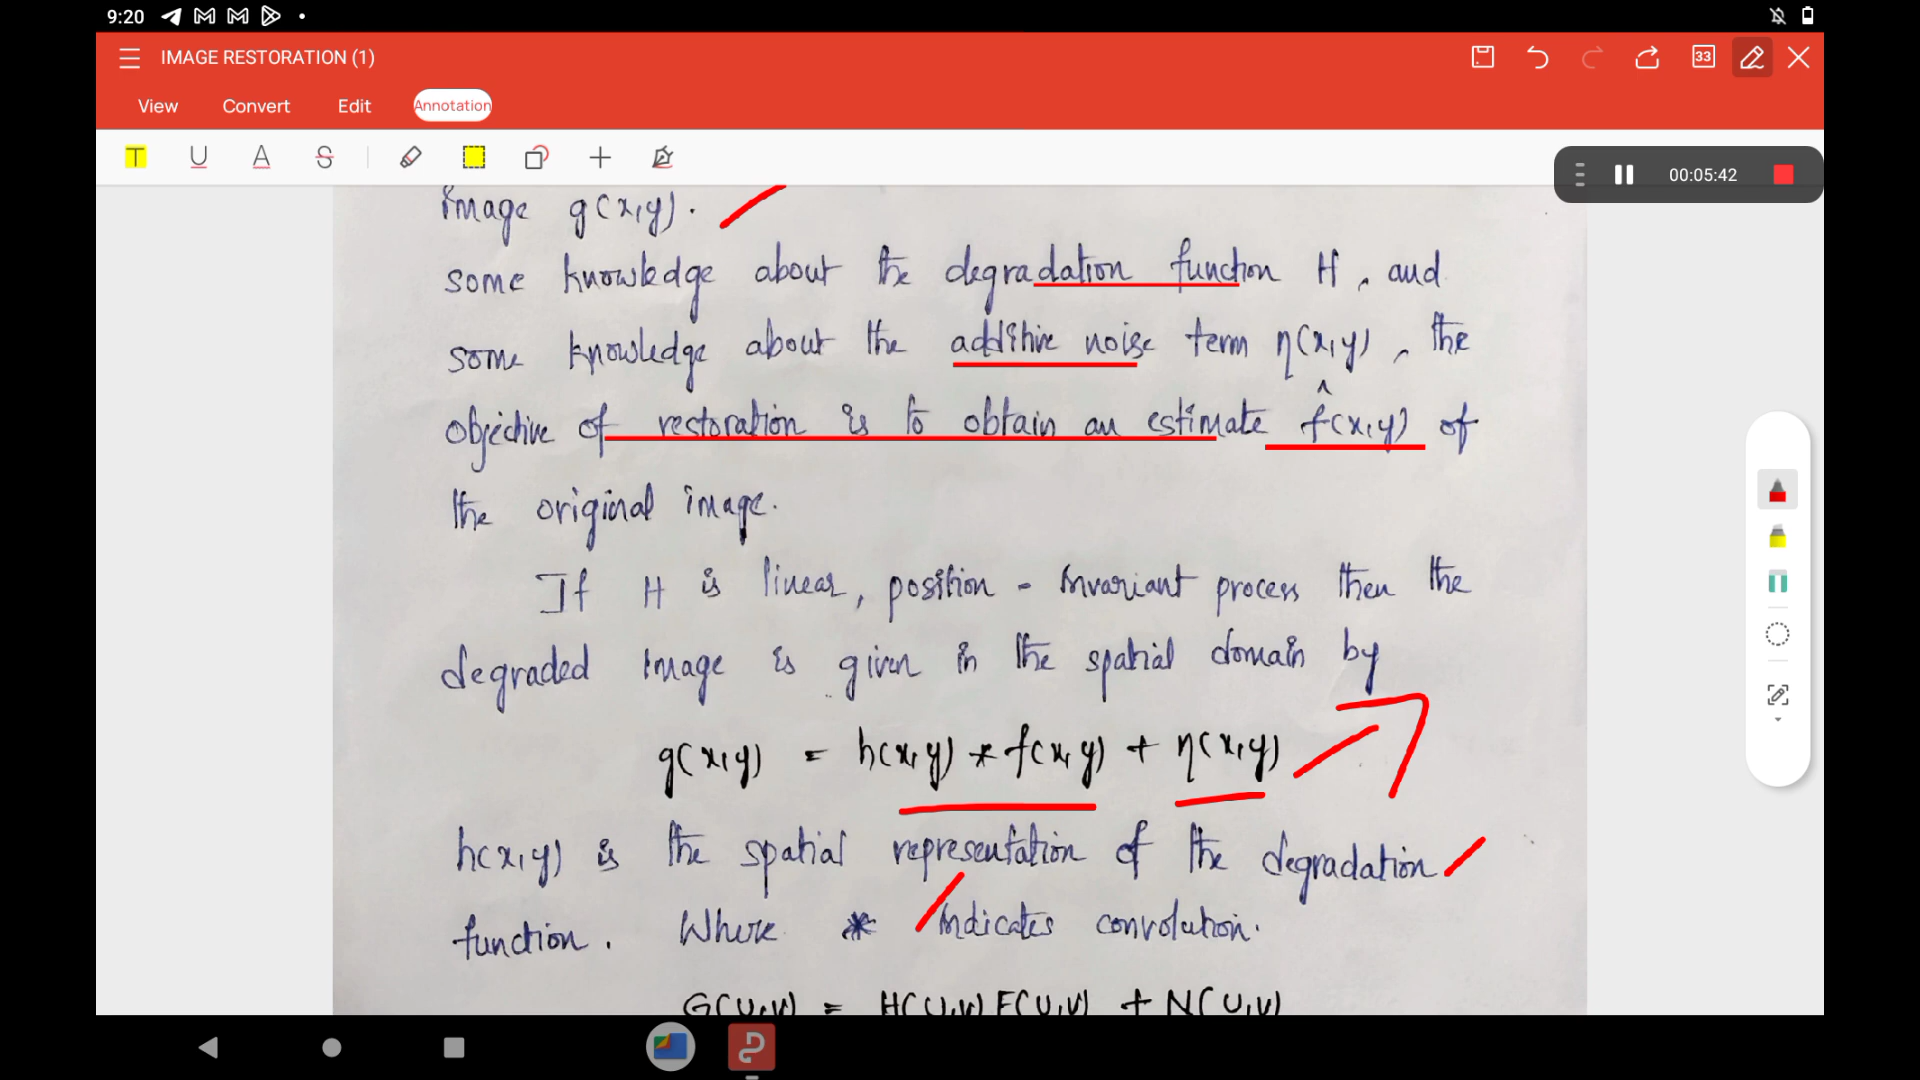 9:20
IMAGE RESTORATION (1)
33
View Convert Edit Annotation
T U A S
00:05:42
image g(x,y).
some knowledge about the degradation function H, and
some knowledge about the additive noise term η(x,y), the
objective of restoration is to obtain an estimate f̂(x,y) of
the original image.
If H is linear, position - invariant process then the
degraded image is given in the spatial domain by
g(x,y) = h(x,y) * f(x,y) + η(x,y)
h(x,y) is the spatial representation of the degradation
function. Where * indicates convolution.
G(u,v) = H(u,v) F(u,v) + N(u,v)